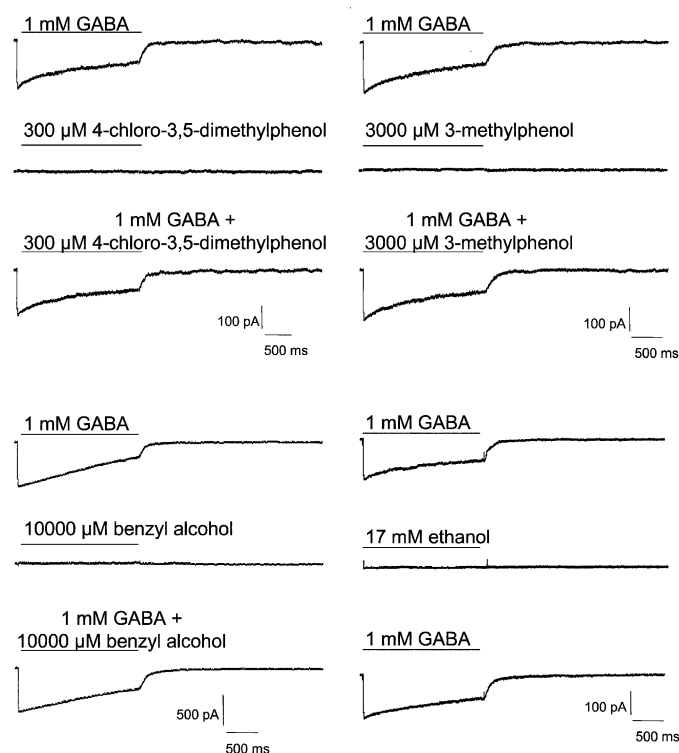 1 mM GABA
300 µM 4-chloro-3,5-dimethylphenol
1 mM GABA +
300 µM 4-chloro-3,5-dimethylphenol
100 pA
500 ms
1 mM GABA
3000 µM 3-methylphenol
1 mM GABA +
3000 µM 3-methylphenol
100 pA
500 ms
1 mM GABA
10000 µM benzyl alcohol
1 mM GABA +
10000 µM benzyl alcohol
500 pA
500 ms
1 mM GABA
17 mM ethanol
1 mM GABA
100 pA
500 ms